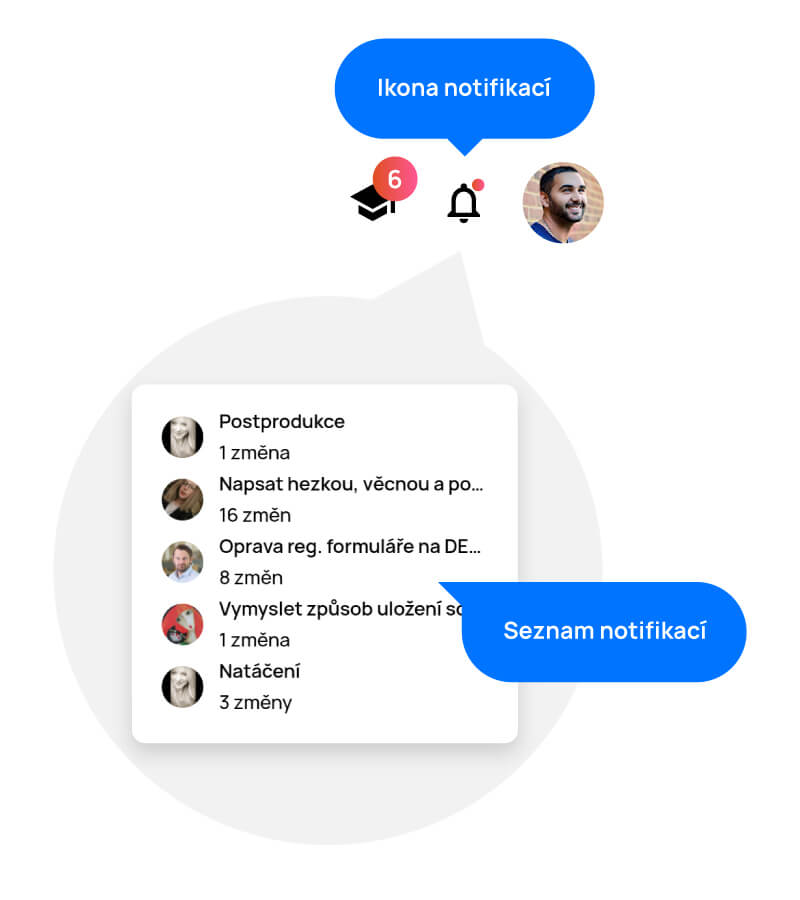 Ikona notifikací
6
Postprodukce
1 změna
Napsat hezkou, věcnou a po...
16 změn
Oprava reg. formuláře na DE...
8 změn
Vymyslet způsob uložení
1 změna
Seznam notifikací
Natáčení
3 změny